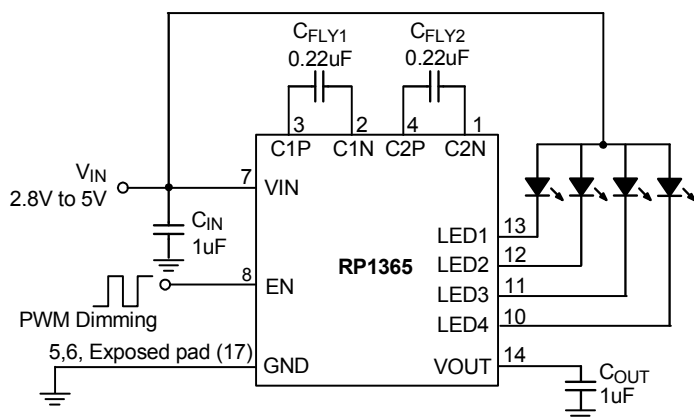 CFLY1
0.22uF
CFLY2
0.22uF
3
2
4
1
C1P
C1N
C2P
C2N
VIN
2.8V to 5V
7
VIN
CIN
1uF
LED1
13
LED2
12
RP1365
8
EN
LED3
11
PWM Dimming
LED4
10
5,6, Exposed pad (17)
GND
VOUT
14
COUT
1uF